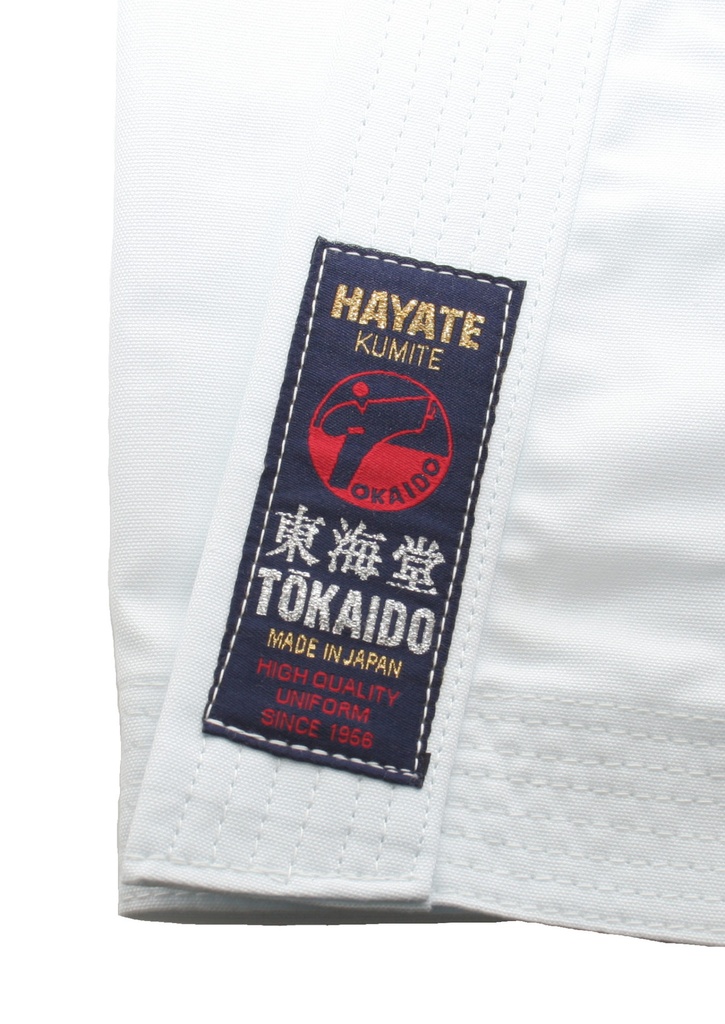 HAYATE
KUMITE
TOKAIDO
東海堂
TŌKAIDO
MADE IN JAPAN
HIGH QUALITY
UNIFORM
SINCE 1956